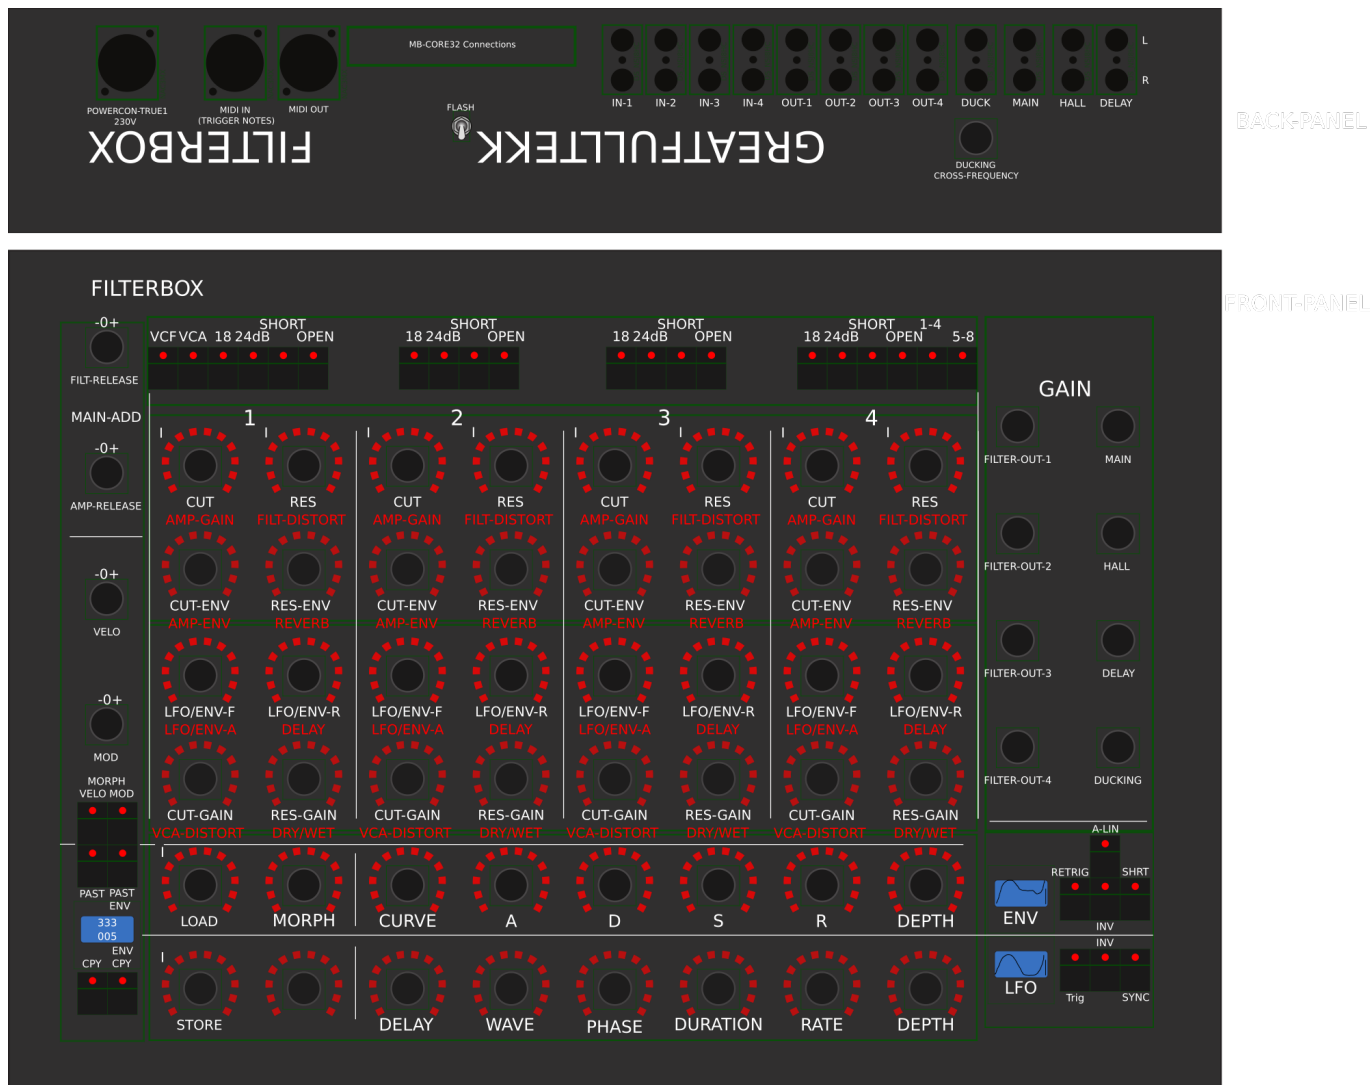 MB-CORE32 Connections
L
R
POWERCON-TRUE1
230V
MIDI IN
(TRIGGER NOTES)
MIDI OUT
FLASH
IN-1 IN-2 IN-3 IN-4 OUT-1 OUT-2 OUT-3 OUT-4 DUCK MAIN HALL DELAY
FILTERBOX
GREATFULLTEKK
DUCKING
CROSS-FREQUENCY
BACK-PANEL
FRONT-PANEL
FILTERBOX
-0+
FILT-RELEASE
MAIN-ADD
-0+
AMP-RELEASE
-0+
VELO
-0+
MOD
MORPH
VELO MOD
PAST PAST
ENV
333
005
ENV
CPY CPY
SHORT SHORT SHORT SHORT 1-4
VCF VCA 18 24dB OPEN 18 24dB OPEN 18 24dB OPEN 18 24dB OPEN 5-8
1 2 3 4
CUT RES CUT RES CUT RES CUT RES
AMP-GAIN FILT-DISTORT AMP-GAIN FILT-DISTORT AMP-GAIN FILT-DISTORT AMP-GAIN FILT-DISTORT
CUT-ENV RES-ENV CUT-ENV RES-ENV CUT-ENV RES-ENV CUT-ENV RES-ENV
AMP-ENV REVERB AMP-ENV REVERB AMP-ENV REVERB AMP-ENV REVERB
LFO/ENV-F LFO/ENV-R LFO/ENV-F LFO/ENV-R LFO/ENV-F LFO/ENV-R LFO/ENV-F LFO/ENV-R
LFO/ENV-A DELAY LFO/ENV-A DELAY LFO/ENV-A DELAY LFO/ENV-A DELAY
CUT-GAIN RES-GAIN CUT-GAIN RES-GAIN CUT-GAIN RES-GAIN CUT-GAIN RES-GAIN
VCA-DISTORT DRY/WET VCA-DISTORT DRY/WET VCA-DISTORT DRY/WET VCA-DISTORT DRY/WET
LOAD MORPH CURVE A D S R DEPTH
STORE DELAY WAVE PHASE DURATION RATE DEPTH
GAIN
FILTER-OUT-1 MAIN
FILTER-OUT-2 HALL
FILTER-OUT-3 DELAY
FILTER-OUT-4 DUCKING
A-LIN
RETRIG SHRT
ENV
INV
INV
LFO
Trig SYNC